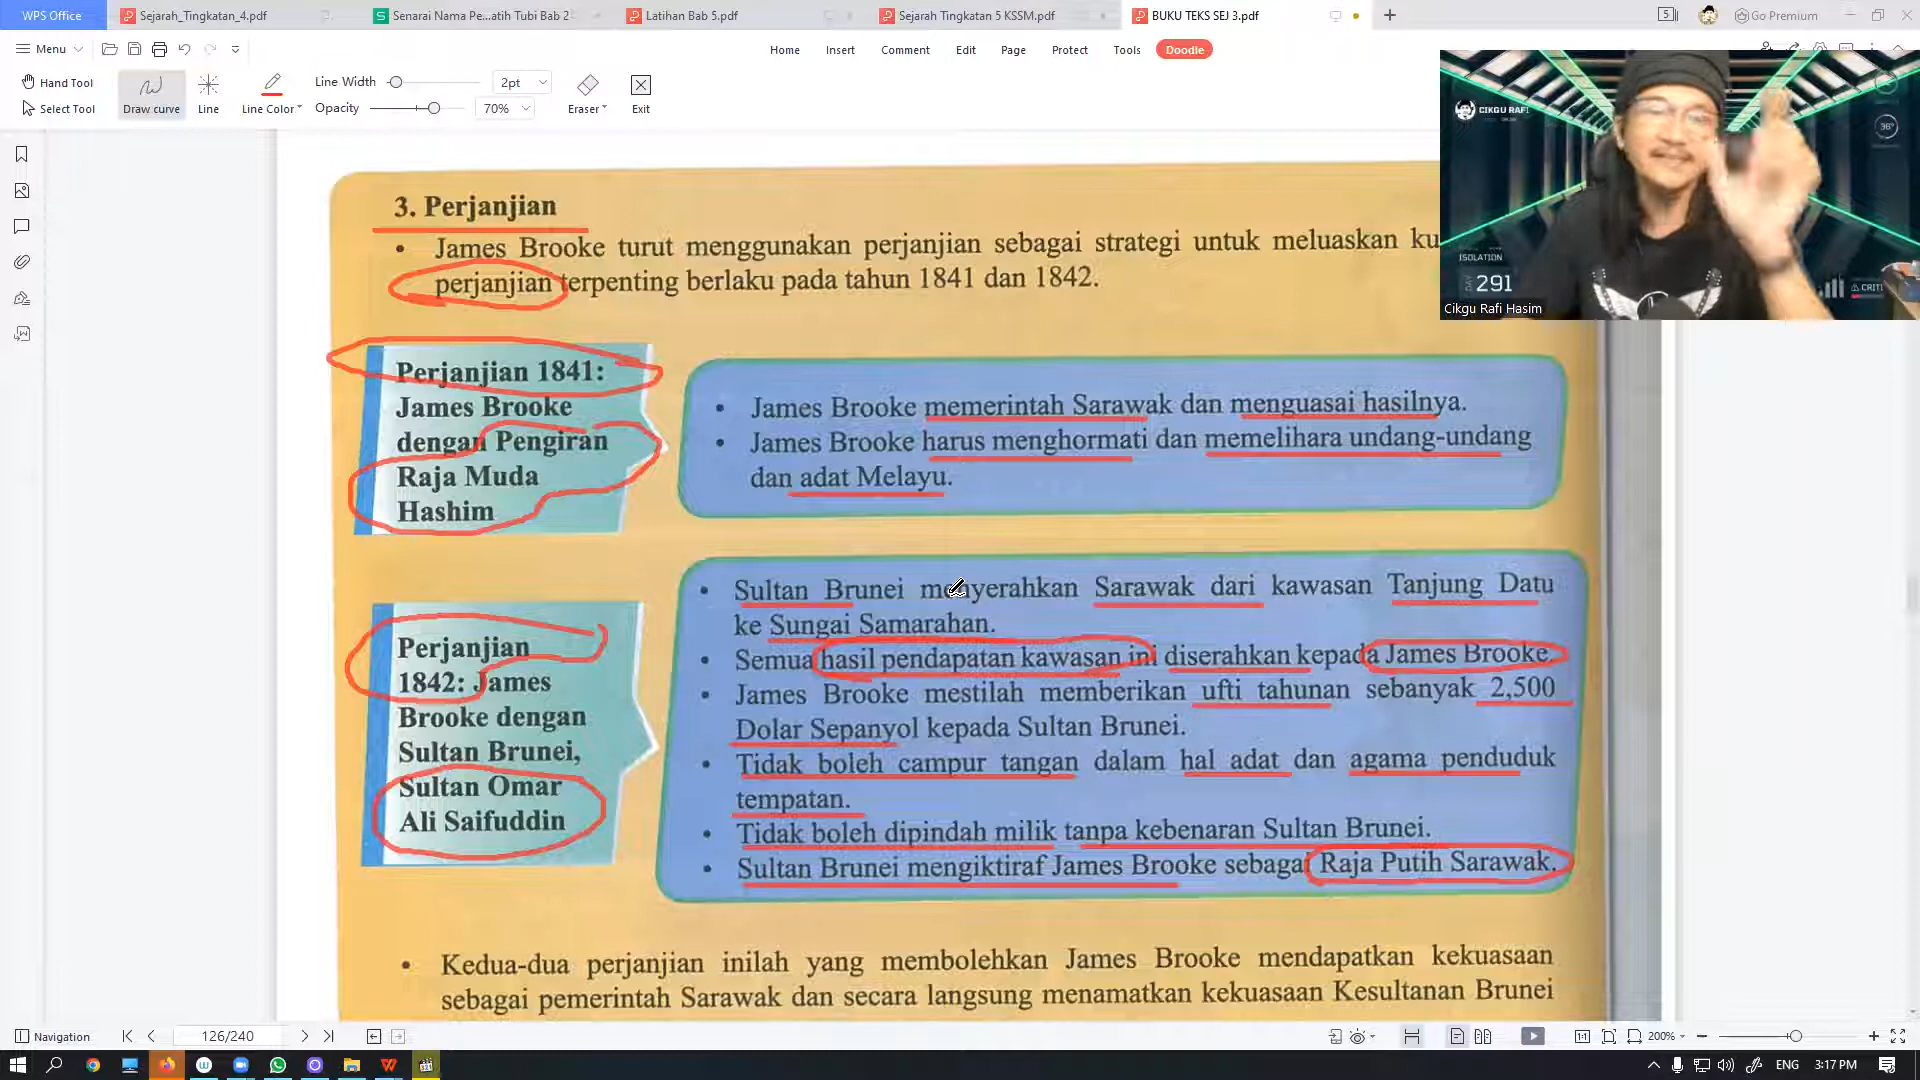 WPS Office
Sejarah_Tingkatan_4.pdf
Senarai Nama Pe...atih Tubi Bab 2
Latihan Bab 5.pdf
Sejarah Tingkatan 5 KSSM.pdf
BUKU TEKS SEJ 3.pdf
5
Go Premium
Menu
Home
Insert
Comment
Edit
Page
Protect
Tools
Doodle
Hand Tool
Select Tool
Draw curve
Line
Line Color
Line Width
2pt
Opacity
70%
Eraser
Exit
CIKGU RAFI
36°
ISOLATION
DAY 291
CRITI
Cikgu Rafi Hasim
3. Perjanjian
• James Brooke turut menggunakan perjanjian sebagai strategi untuk meluaskan ku
perjanjian terpenting berlaku pada tahun 1841 dan 1842.
Perjanjian 1841:
James Brooke
dengan Pengiran
Raja Muda
Hashim
• James Brooke memerintah Sarawak dan menguasai hasilnya.
• James Brooke harus menghormati dan memelihara undang-undang
dan adat Melayu.
Perjanjian
1842: James
Brooke dengan
Sultan Brunei,
Sultan Omar
Ali Saifuddin
• Sultan Brunei menyerahkan Sarawak dari kawasan Tanjung Datu
ke Sungai Samarahan.
• Semua hasil pendapatan kawasan ini diserahkan kepada James Brooke.
• James Brooke mestilah memberikan ufti tahunan sebanyak 2,500
Dolar Sepanyol kepada Sultan Brunei.
• Tidak boleh campur tangan dalam hal adat dan agama penduduk
tempatan.
• Tidak boleh dipindah milik tanpa kebenaran Sultan Brunei.
• Sultan Brunei mengiktiraf James Brooke sebagai Raja Putih Sarawak.
• Kedua-dua perjanjian inilah yang membolehkan James Brooke mendapatkan kekuasaan
sebagai pemerintah Sarawak dan secara langsung menamatkan kekuasaan Kesultanan Brunei
Navigation
126/240
200%
ENG
3:17 PM